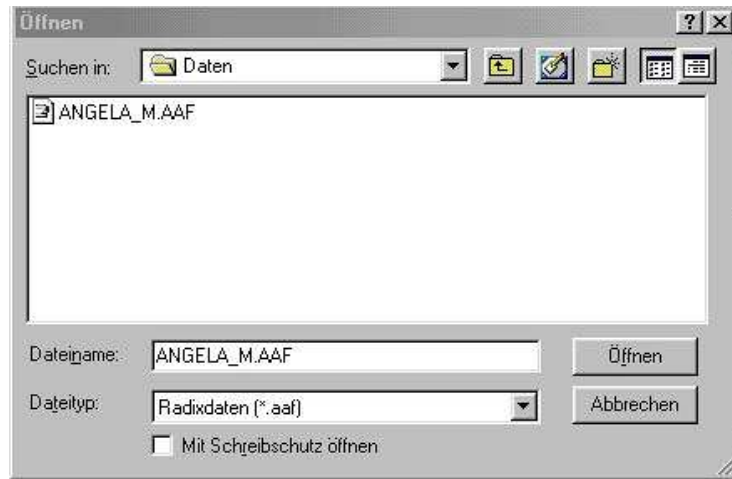 Öffnen
Suchen in: Daten
ANGELA_M.AAF
Dateiname: ANGELA_M.AAF Öffnen
Dateityp: Radixdaten (*.aaf) Abbrechen
Mit Schreibschutz öffnen